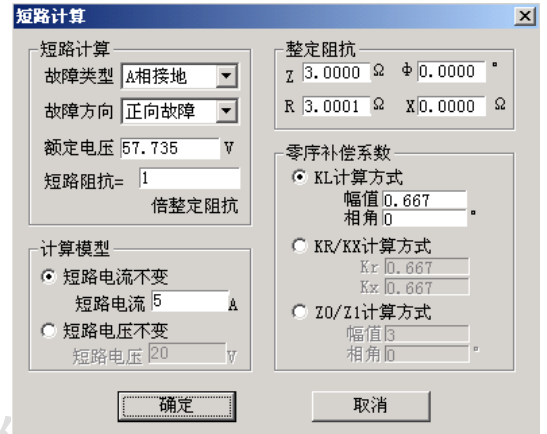 短路计算
短路计算
故障类型 A相接地
故障方向 正向故障
额定电压 57.735 V
短路阻抗= 1
倍整定阻抗
计算模型
短路电流不变
短路电流 5 A
短路电压不变
短路电压 20 V
整定阻抗
Z 3.0000 Ω Φ 0.0000 °
R 3.0001 Ω X 0.0000 Ω
零序补偿系数
KL计算方式
幅值 0.667
相角 0 °
KR/KX计算方式
Kr 0.667
Kx 0.667
Z0/Z1计算方式
幅值 3
相角 0 °
确定
取消